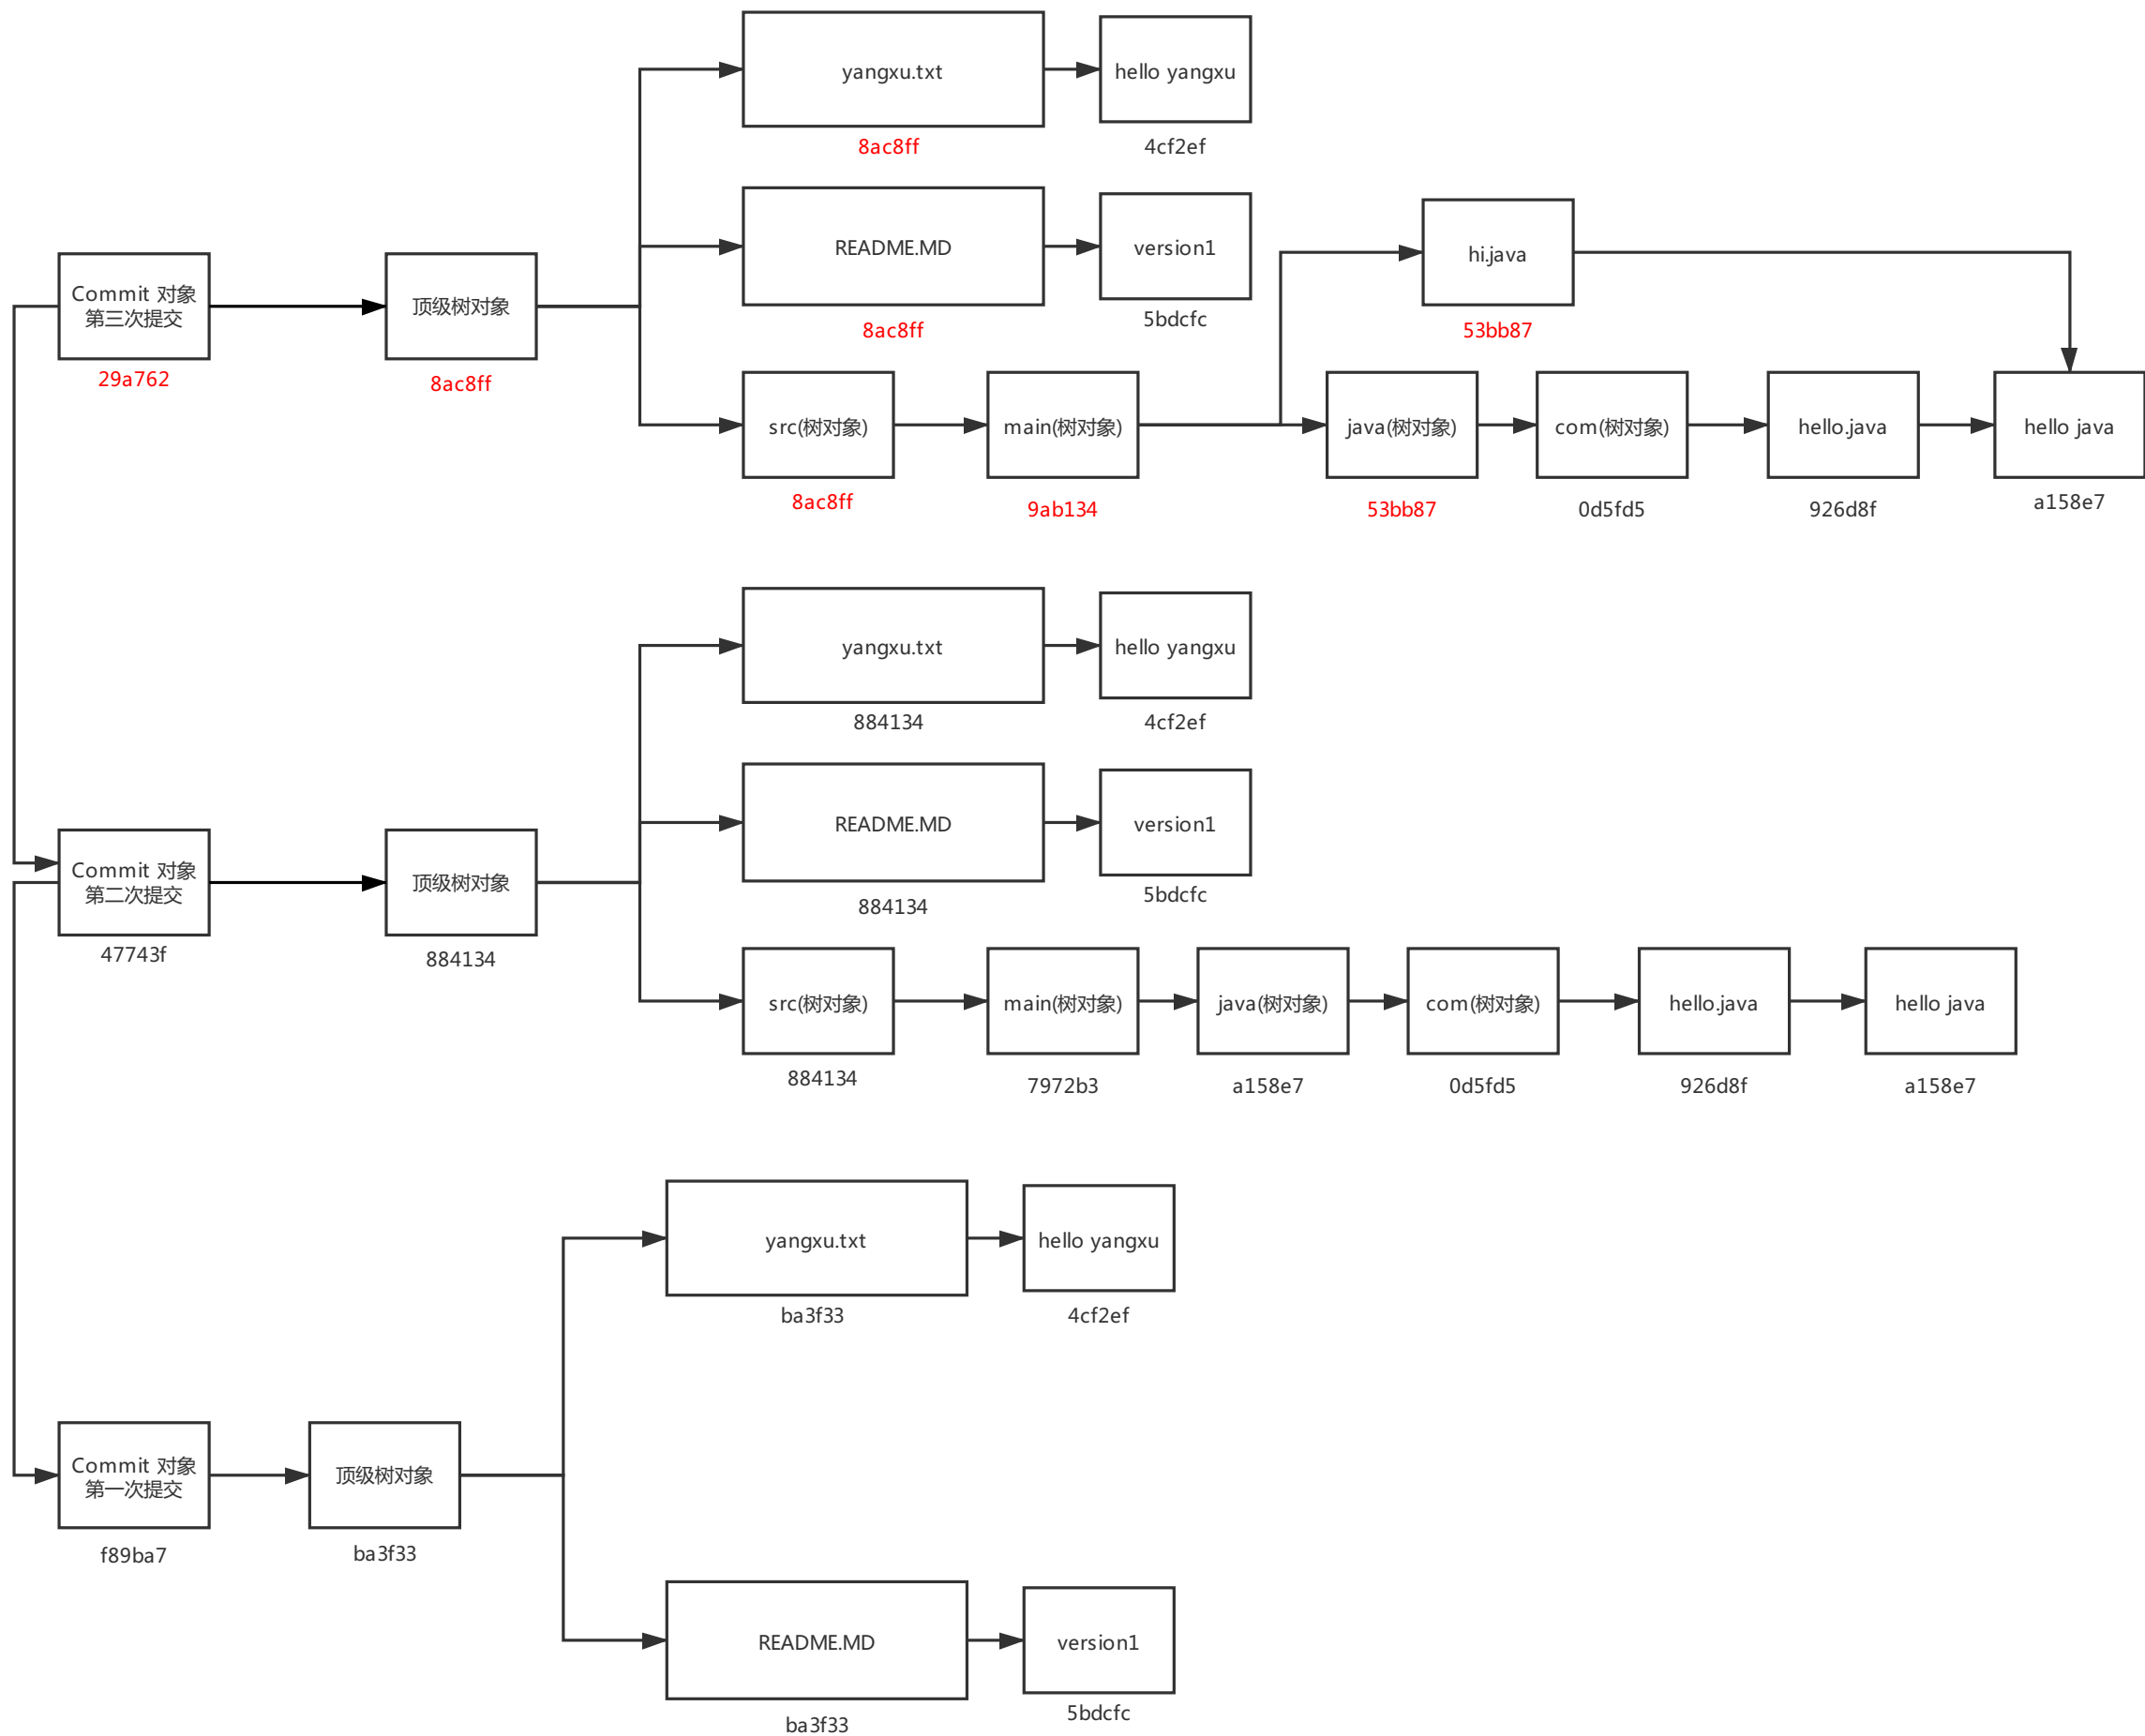 yangxu.txt
hello yangxu
8ac8ff
4cf2ef
README.MD
version1
8ac8ff
5bdcfc
hi.java
53bb87
Commit 对象
第三次提交
29a762
顶级树对象
8ac8ff
src(树对象)
8ac8ff
main(树对象)
9ab134
java(树对象)
53bb87
com(树对象)
0d5fd5
hello.java
926d8f
hello java
a158e7
yangxu.txt
hello yangxu
884134
4cf2ef
README.MD
version1
884134
5bdcfc
Commit 对象
第二次提交
47743f
顶级树对象
884134
src(树对象)
884134
main(树对象)
7972b3
java(树对象)
a158e7
com(树对象)
0d5fd5
hello.java
926d8f
hello java
a158e7
yangxu.txt
hello yangxu
ba3f33
4cf2ef
Commit 对象
第一次提交
f89ba7
顶级树对象
ba3f33
README.MD
version1
ba3f33
5bdcfc